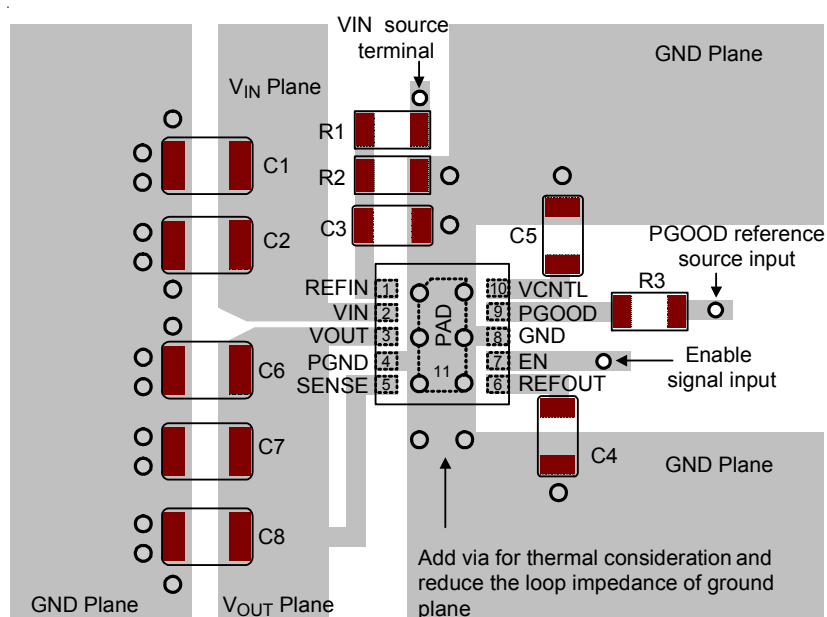 VIN source
terminal
GND Plane
VIN Plane
R1
R2
C3
C1
C2
C5
PGOOD reference
source input
R3
REFIN 1
VIN 2
VOUT 3
PGND 4
SENSE 5
PAD
11
10 VCNTL
9 PGOOD
8 GND
7 EN
6 REFOUT
Enable
signal input
C6
C7
C8
C4
GND Plane
Add via for thermal consideration and
reduce the loop impedance of ground
plane
GND Plane
VOUT Plane